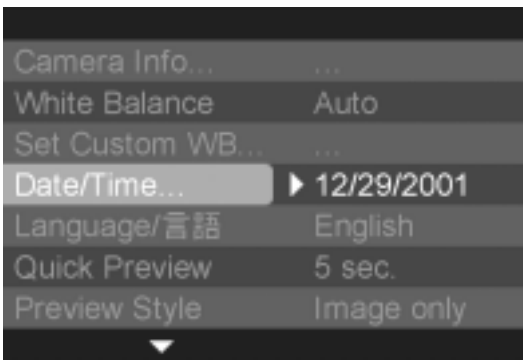 Camera Info... ...
White Balance Auto
Set Custom WB... ...
Date/Time... 12/29/2001
Language/言語 English
Quick Preview 5 sec.
Preview Style Image only